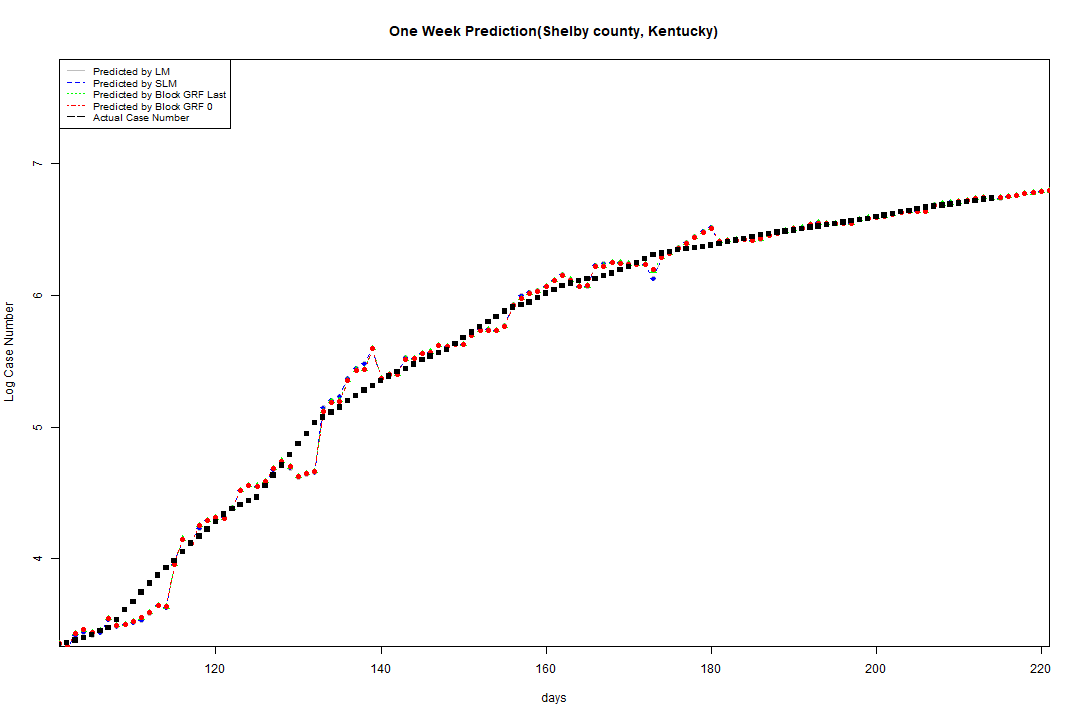 One Week Prediction(Shelby county, Kentucky)
Predicted by LM
Predicted by SLM
Predicted by Block GRF Last
Predicted by Block GRF 0
Actual Case Number
7
6
5
4
Log Case Number
120 140 160 180 200 220
days